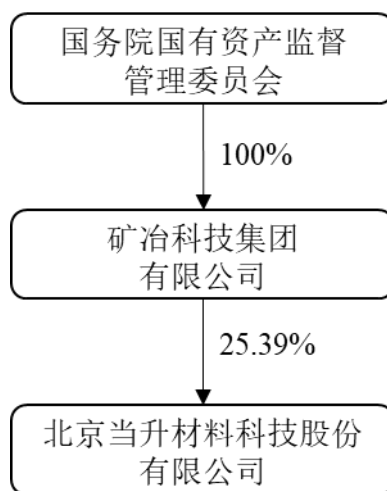 国务院国有资产监督
管理委员会
100%
矿冶科技集团
有限公司
25.39%
北京当升材料科技股份
有限公司